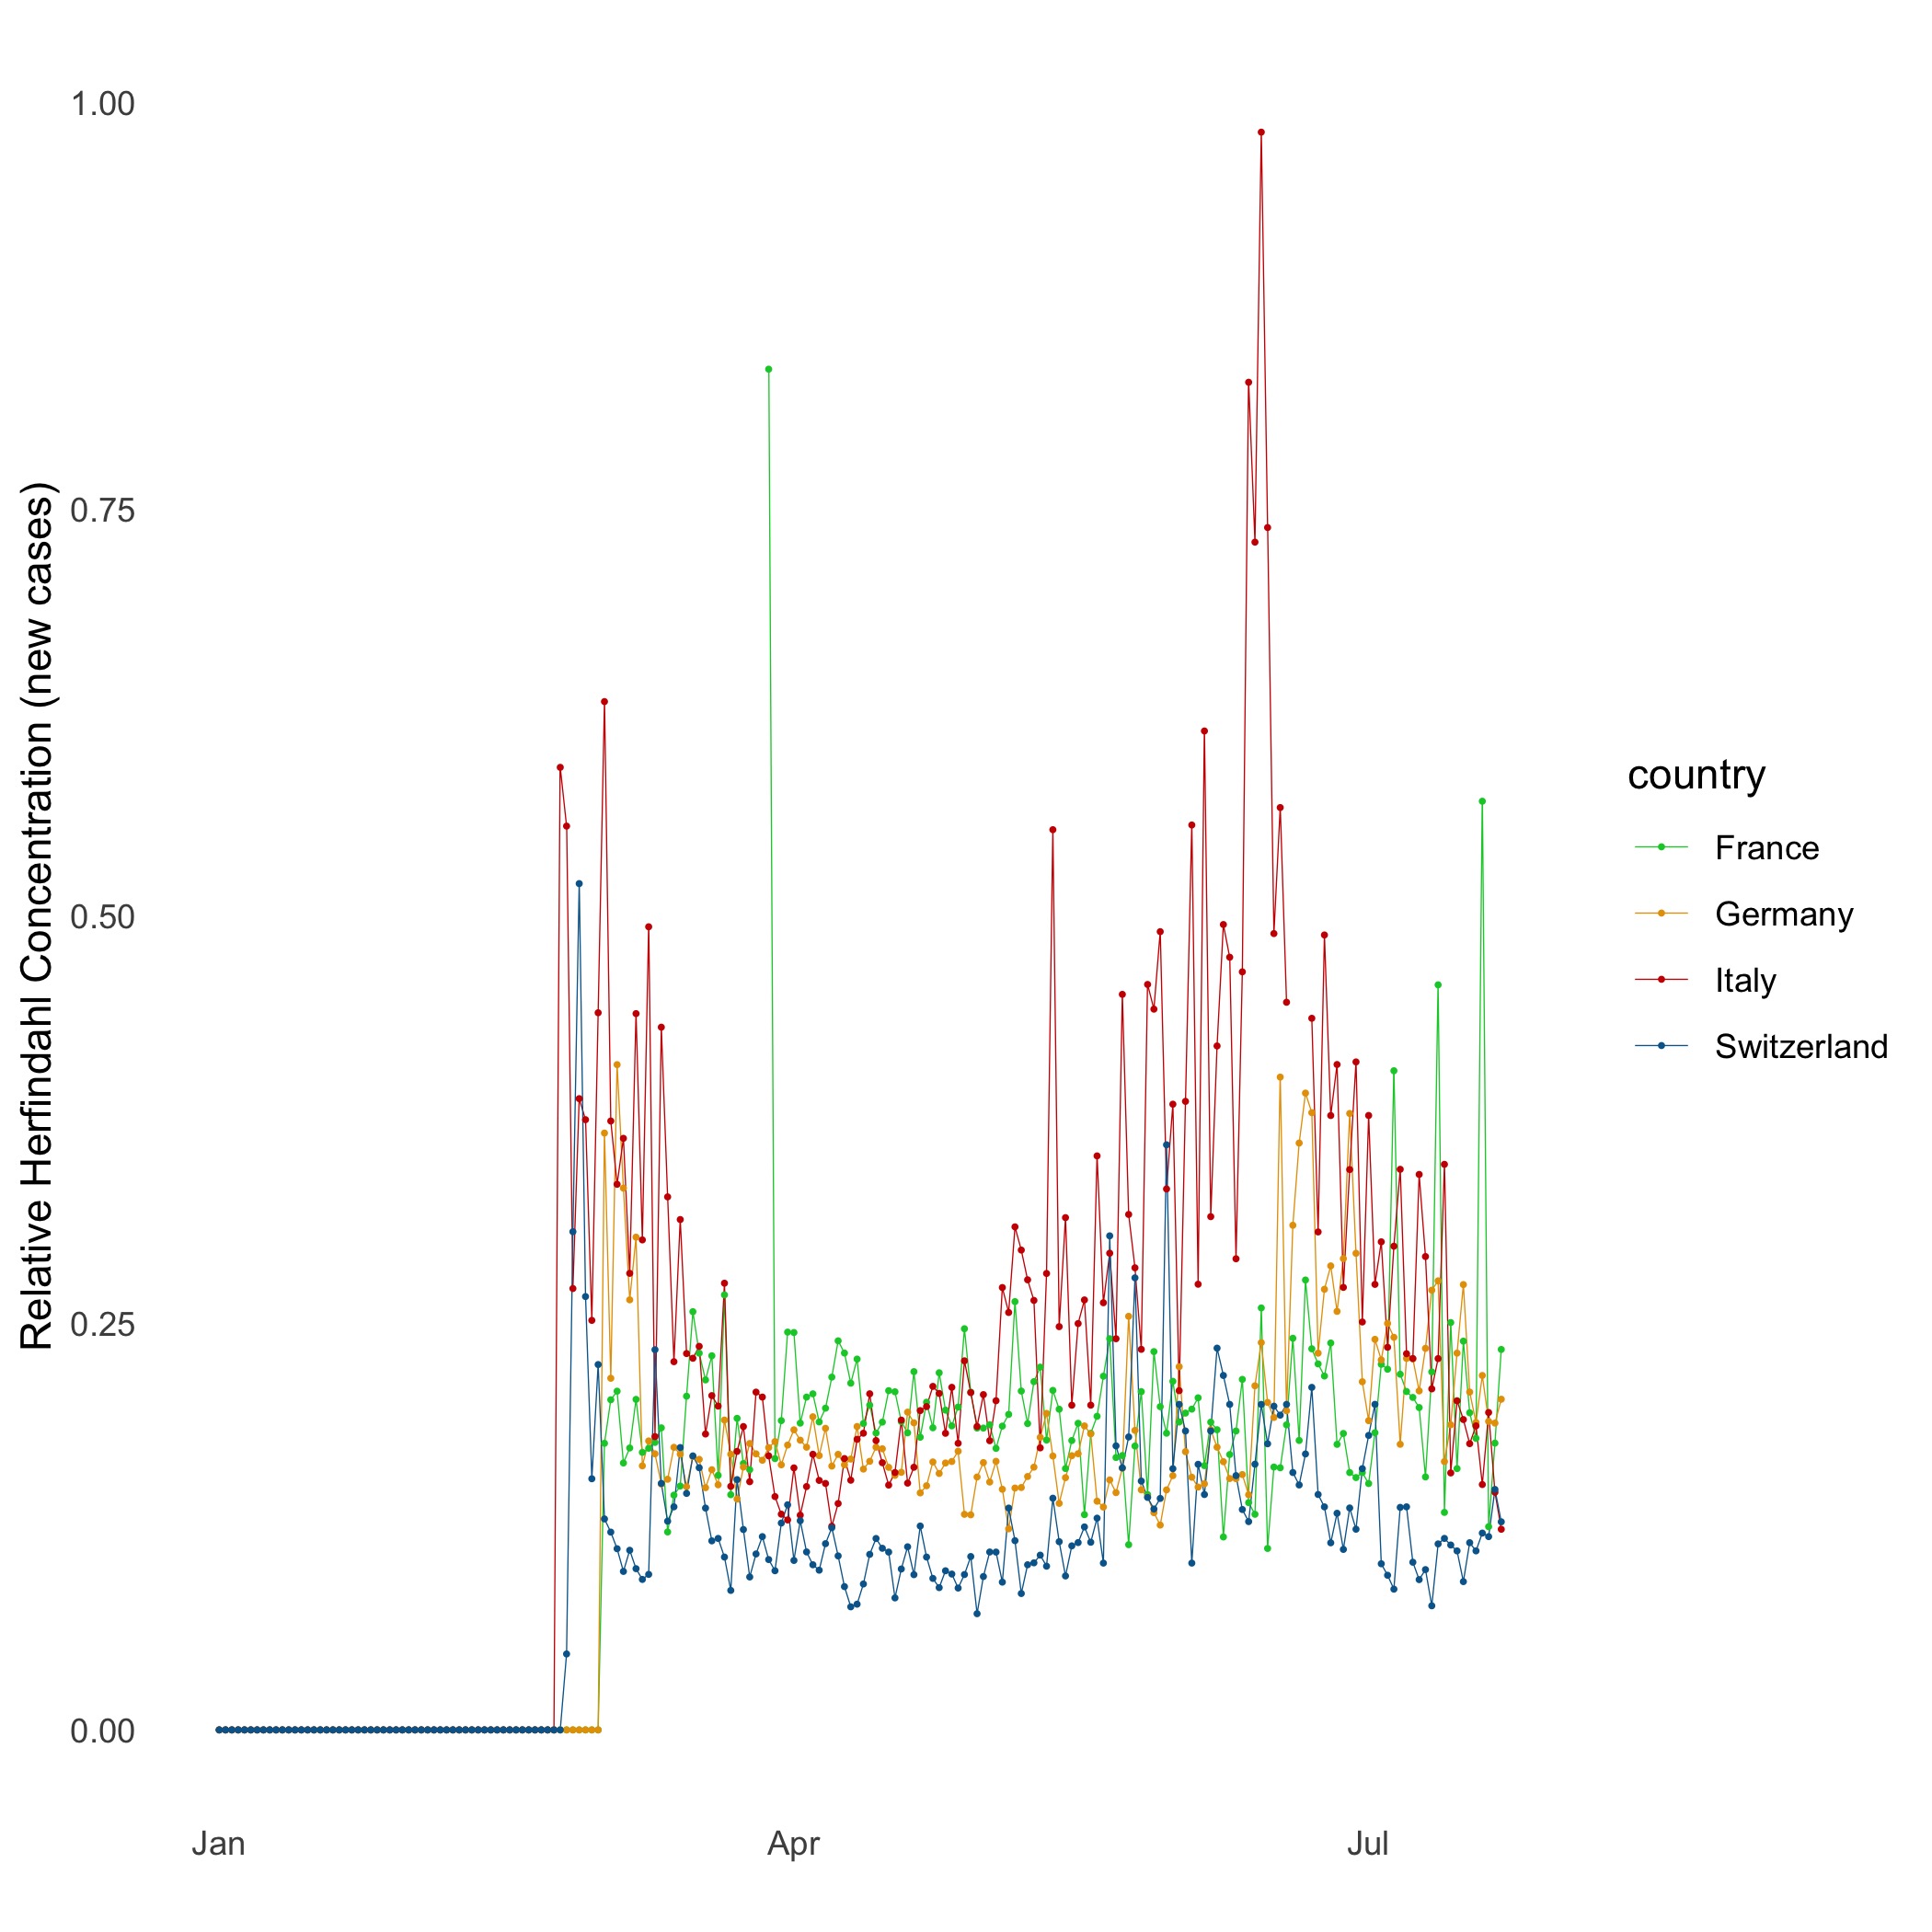 Relative Herfindahl Concentration (new cases)
1.00
0.75
0.50
0.25
0.00
Jan
Apr
Jul
country
France
Germany
Italy
Switzerland